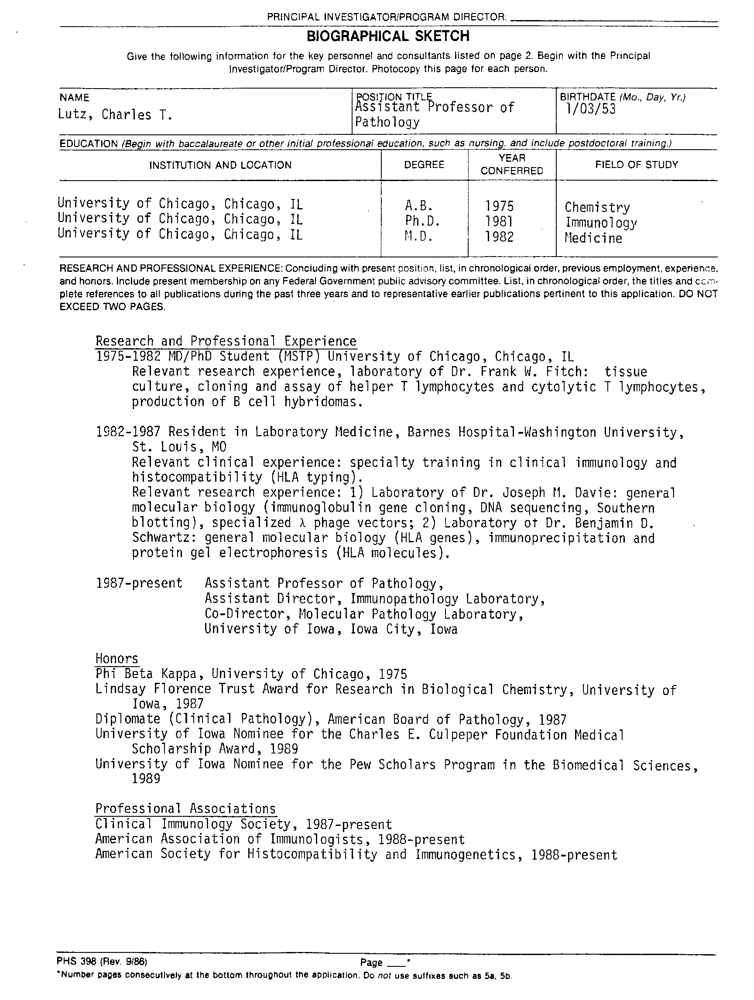 PRINCIPAL INVESTIGATOR/PROGRAM DIRECTOR:
BIOGRAPHICAL SKETCH
Give the following information for the key personnel and consultants listed on page 2. Begin with the Principal
Investigator/Program Director. Photocopy this page for each person.
NAME
Lutz, Charles T.
POSITION TITLE
Assistant Professor of
Pathology
BIRTHDATE (Mo., Day, Yr.)
1/03/53
EDUCATION (Begin with baccalaureate or other initial professional education, such as nursing, and include postdoctoral training.)
INSTITUTION AND LOCATION DEGREE YEAR CONFERRED FIELD OF STUDY
University of Chicago, Chicago, IL A.B. 1975 Chemistry
University of Chicago, Chicago, IL Ph.D. 1981 Immunology
University of Chicago, Chicago, IL M.D. 1982 Medicine
RESEARCH AND PROFESSIONAL EXPERIENCE: Concluding with present position, list, in chronological order, previous employment, experience,
and honors. Include present membership on any Federal Government public advisory committee. List, in chronological order, the titles and com-
plete references to all publications during the past three years and to representative earlier publications pertinent to this application. DO NOT
EXCEED TWO PAGES.
Research and Professional Experience
1975-1982 MD/PhD Student (MSTP) University of Chicago, Chicago, IL
Relevant research experience, laboratory of Dr. Frank W. Fitch: tissue
culture, cloning and assay of helper T lymphocytes and cytolytic T lymphocytes,
production of B cell hybridomas.
1982-1987 Resident in Laboratory Medicine, Barnes Hospital-Washington University,
St. Louis, MO
Relevant clinical experience: specialty training in clinical immunology and
histocompatibility (HLA typing).
Relevant research experience: 1) Laboratory of Dr. Joseph M. Davie: general
molecular biology (immunoglobulin gene cloning, DNA sequencing, Southern
blotting), specialized λ phage vectors; 2) Laboratory of Dr. Benjamin D.
Schwartz: general molecular biology (HLA genes), immunoprecipitation and
protein gel electrophoresis (HLA molecules).
1987-present Assistant Professor of Pathology,
Assistant Director, Immunopathology Laboratory,
Co-Director, Molecular Pathology Laboratory,
University of Iowa, Iowa City, Iowa
Honors
Phi Beta Kappa, University of Chicago, 1975
Lindsay Florence Trust Award for Research in Biological Chemistry, University of
Iowa, 1987
Diplomate (Clinical Pathology), American Board of Pathology, 1987
University of Iowa Nominee for the Charles E. Culpeper Foundation Medical
Scholarship Award, 1989
University of Iowa Nominee for the Pew Scholars Program in the Biomedical Sciences,
1989
Professional Associations
Clinical Immunology Society, 1987-present
American Association of Immunologists, 1988-present
American Society for Histocompatibility and Immunogenetics, 1988-present
PHS 398 (Rev. 9/86) Page ___*
*Number pages consecutively at the bottom throughout the application. Do not use suffixes such as 5a, 5b.